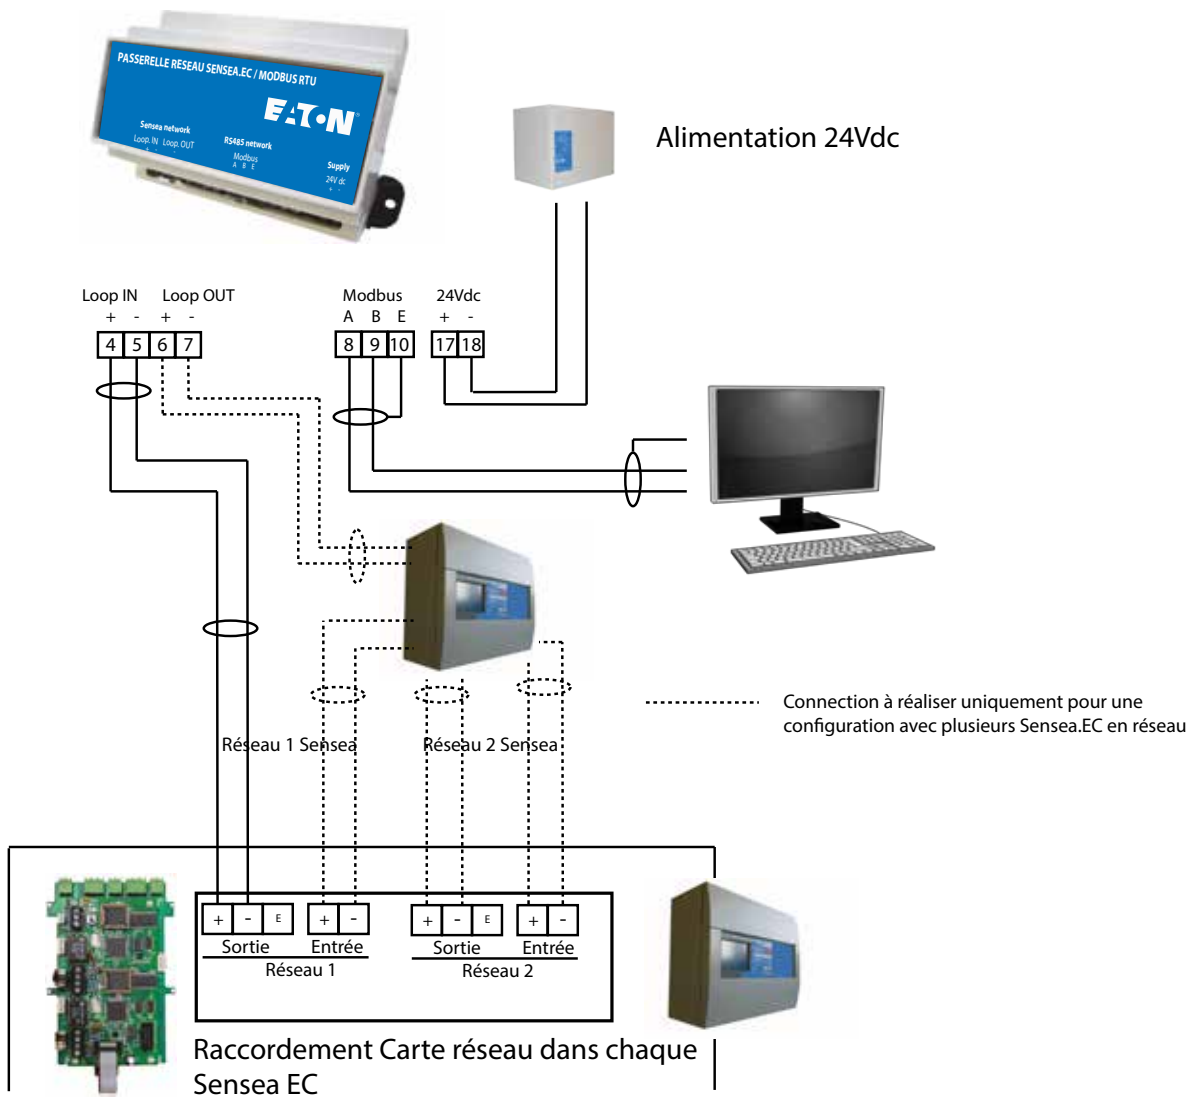 PASSERELLE RESEAU SENSEA.EC / MODBUS RTU
EATON
Sensea network
Loop. IN Loop. OUT
+ - -
RS485 network
Modbus
A B E
Supply
24V dc
+ -
Alimentation 24Vdc
Loop IN Loop OUT
+ - + -
4 5 6 7
Modbus
A B E
8 9 10
24Vdc
+ -
17 18
Connection à réaliser uniquement pour une
configuration avec plusieurs Sensea.EC en réseau
Réseau 1 Sensea
Réseau 2 Sensea
+ - E
Sortie
+ -
Entrée
Réseau 1
+ - E
Sortie
+ -
Entrée
Réseau 2
Raccordement Carte réseau dans chaque
Sensea EC